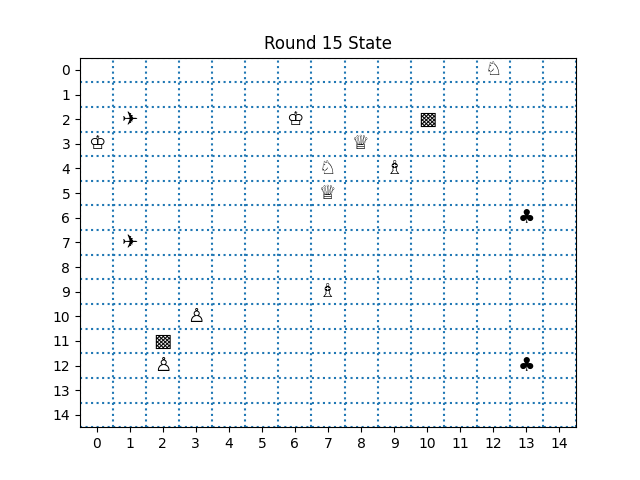 Round 15 State
0 ♘
1
2 ✈ ♔ ▩
3 ♔ ♕
4 ♘ ♗
5 ♕
6 ♣
7 ✈
8
9 ♗
10 ♙
11 ▩
12 ♙ ♣
13
14
0 1 2 3 4 5 6 7 8 9 10 11 12 13 14